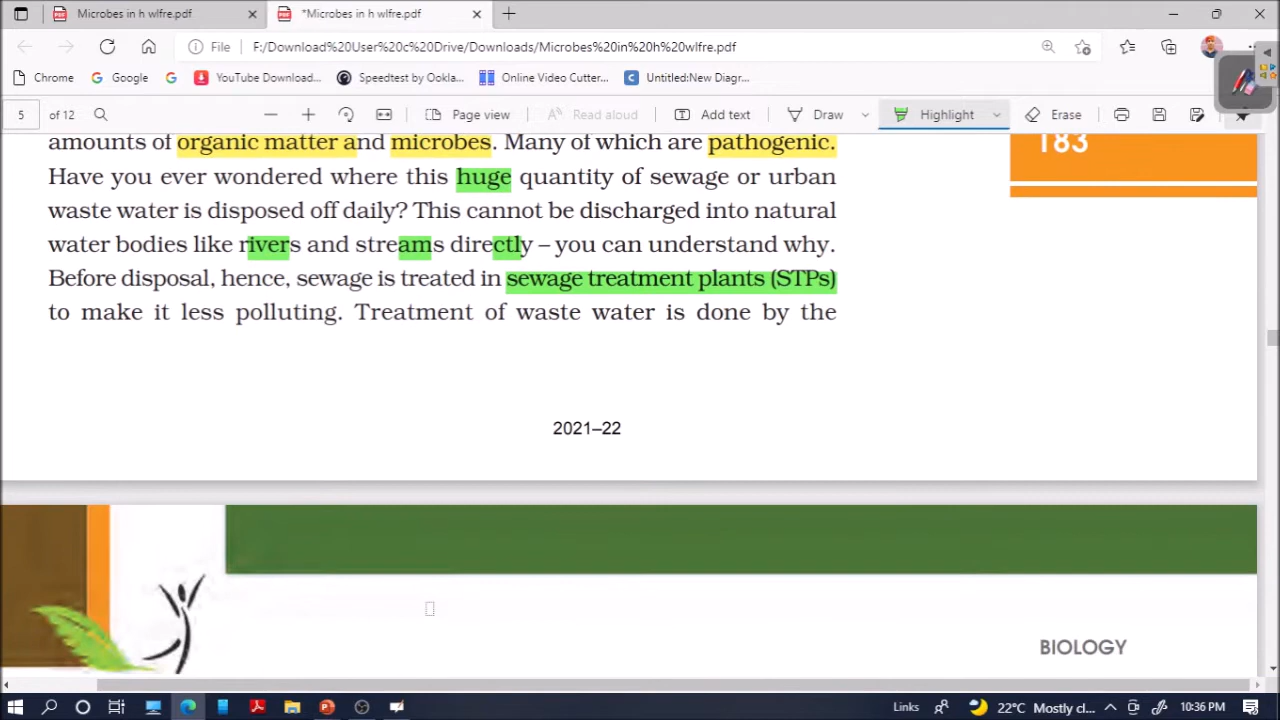 Microbes in h wlfre.pdf
*Microbes in h wlfre.pdf
File F:/Download%20User%20c%20Drive/Downloads/Microbes%20in%20h%20wlfre.pdf
Chrome Google YouTube Download... Speedtest by Ookla... Online Video Cutter... Untitled:New Diagr...
5 of 12 Page view Read aloud Add text Draw Highlight Erase
amounts of organic matter and microbes. Many of which are pathogenic.
183
Have you ever wondered where this huge quantity of sewage or urban
waste water is disposed off daily? This cannot be discharged into natural
water bodies like rivers and streams directly – you can understand why.
Before disposal, hence, sewage is treated in sewage treatment plants (STPs)
to make it less polluting. Treatment of waste water is done by the
2021–22
BIOLOGY
Links 22°C Mostly cl... 10:36 PM